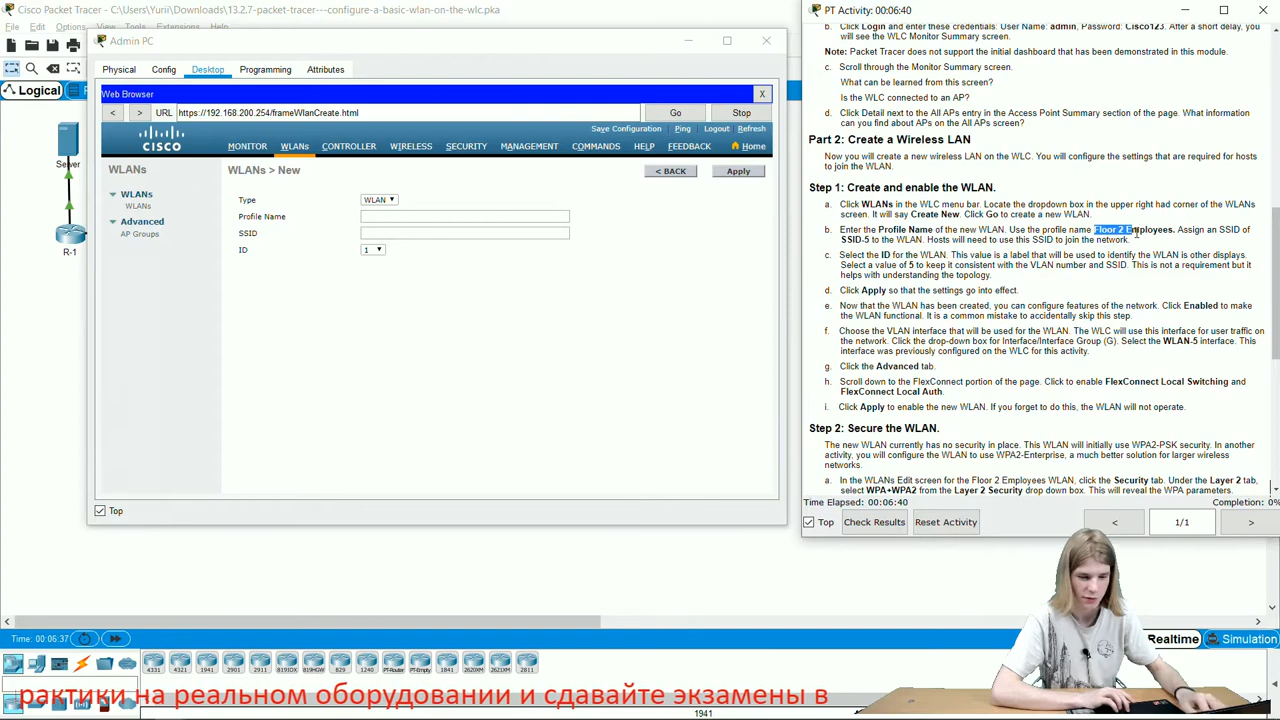 Cisco Packet Tracer - C:\Users\Yurii\Downloads\13.2.7-packet-tracer---configure-a-basic-wlan-on-the-wlc.pka
File Edit Options View Tools Extensions
Logical
Server
R-1
Admin PC
Physical Config Desktop Programming Attributes
Web Browser X
< > URL https://192.168.200.254/frameWlanCreate.html Go Stop
Save Configuration Ping Logout Refresh
CISCO
MONITOR WLANs CONTROLLER WIRELESS SECURITY MANAGEMENT COMMANDS HELP FEEDBACK Home
WLANs
WLANs
WLANs
Advanced
AP Groups
WLANs > New < BACK Apply
Type WLAN
Profile Name
SSID
ID 1
Top
PT Activity: 00:06:40
b. Click Login and enter these credentials: User Name: admin, Password: Cisco123. After a short delay, you
will see the WLC Monitor Summary screen.
Note: Packet Tracer does not support the initial dashboard that has been demonstrated in this module.
c. Scroll through the Monitor Summary screen.
What can be learned from this screen?
Is the WLC connected to an AP?
d. Click Detail next to the All APs entry in the Access Point Summary section of the page. What information
can you find about APs on the All APs screen?
Part 2: Create a Wireless LAN
Now you will create a new wireless LAN on the WLC. You will configure the settings that are required for hosts
to join the WLAN.
Step 1: Create and enable the WLAN.
a. Click WLANs in the WLC menu bar. Locate the dropdown box in the upper right had corner of the WLANs
screen. It will say Create New. Click Go to create a new WLAN.
b. Enter the Profile Name of the new WLAN. Use the profile name Floor 2 Employees. Assign an SSID of
SSID-5 to the WLAN. Hosts will need to use this SSID to join the network.
c. Select the ID for the WLAN. This value is a label that will be used to identify the WLAN is other displays.
Select a value of 5 to keep it consistent with the VLAN number and SSID. This is not a requirement but it
helps with understanding the topology.
d. Click Apply so that the settings go into effect.
e. Now that the WLAN has been created, you can configure features of the network. Click Enabled to make
the WLAN functional. It is a common mistake to accidentally skip this step.
f. Choose the VLAN interface that will be used for the WLAN. The WLC will use this interface for user traffic on
the network. Click the drop-down box for Interface/Interface Group (G). Select the WLAN-5 interface. This
interface was previously configured on the WLC for this activity.
g. Click the Advanced tab.
h. Scroll down to the FlexConnect portion of the page. Click to enable FlexConnect Local Switching and
FlexConnect Local Auth.
i. Click Apply to enable the new WLAN. If you forget to do this, the WLAN will not operate.
Step 2: Secure the WLAN.
The new WLAN currently has no security in place. This WLAN will initially use WPA2-PSK security. In another
activity, you will configure the WLAN to use WPA2-Enterprise, a much better solution for larger wireless
networks.
a. In the WLANs Edit screen for the Floor 2 Employees WLAN, click the Security tab. Under the Layer 2 tab,
select WPA+WPA2 from the Layer 2 Security drop down box. This will reveal the WPA parameters.
Time Elapsed: 00:06:40 Completion: 0%
Top Check Results Reset Activity < 1/1 >
Time: 00:06:37 Realtime Simulation
4331 4321 1941 2901 2911 819IOX 819HGW 829 1240 PT-Router PT-Empty 1841 2620XM 2621XM 2811
рактики на реальном оборудовании и сдавайте экзамены в
1941